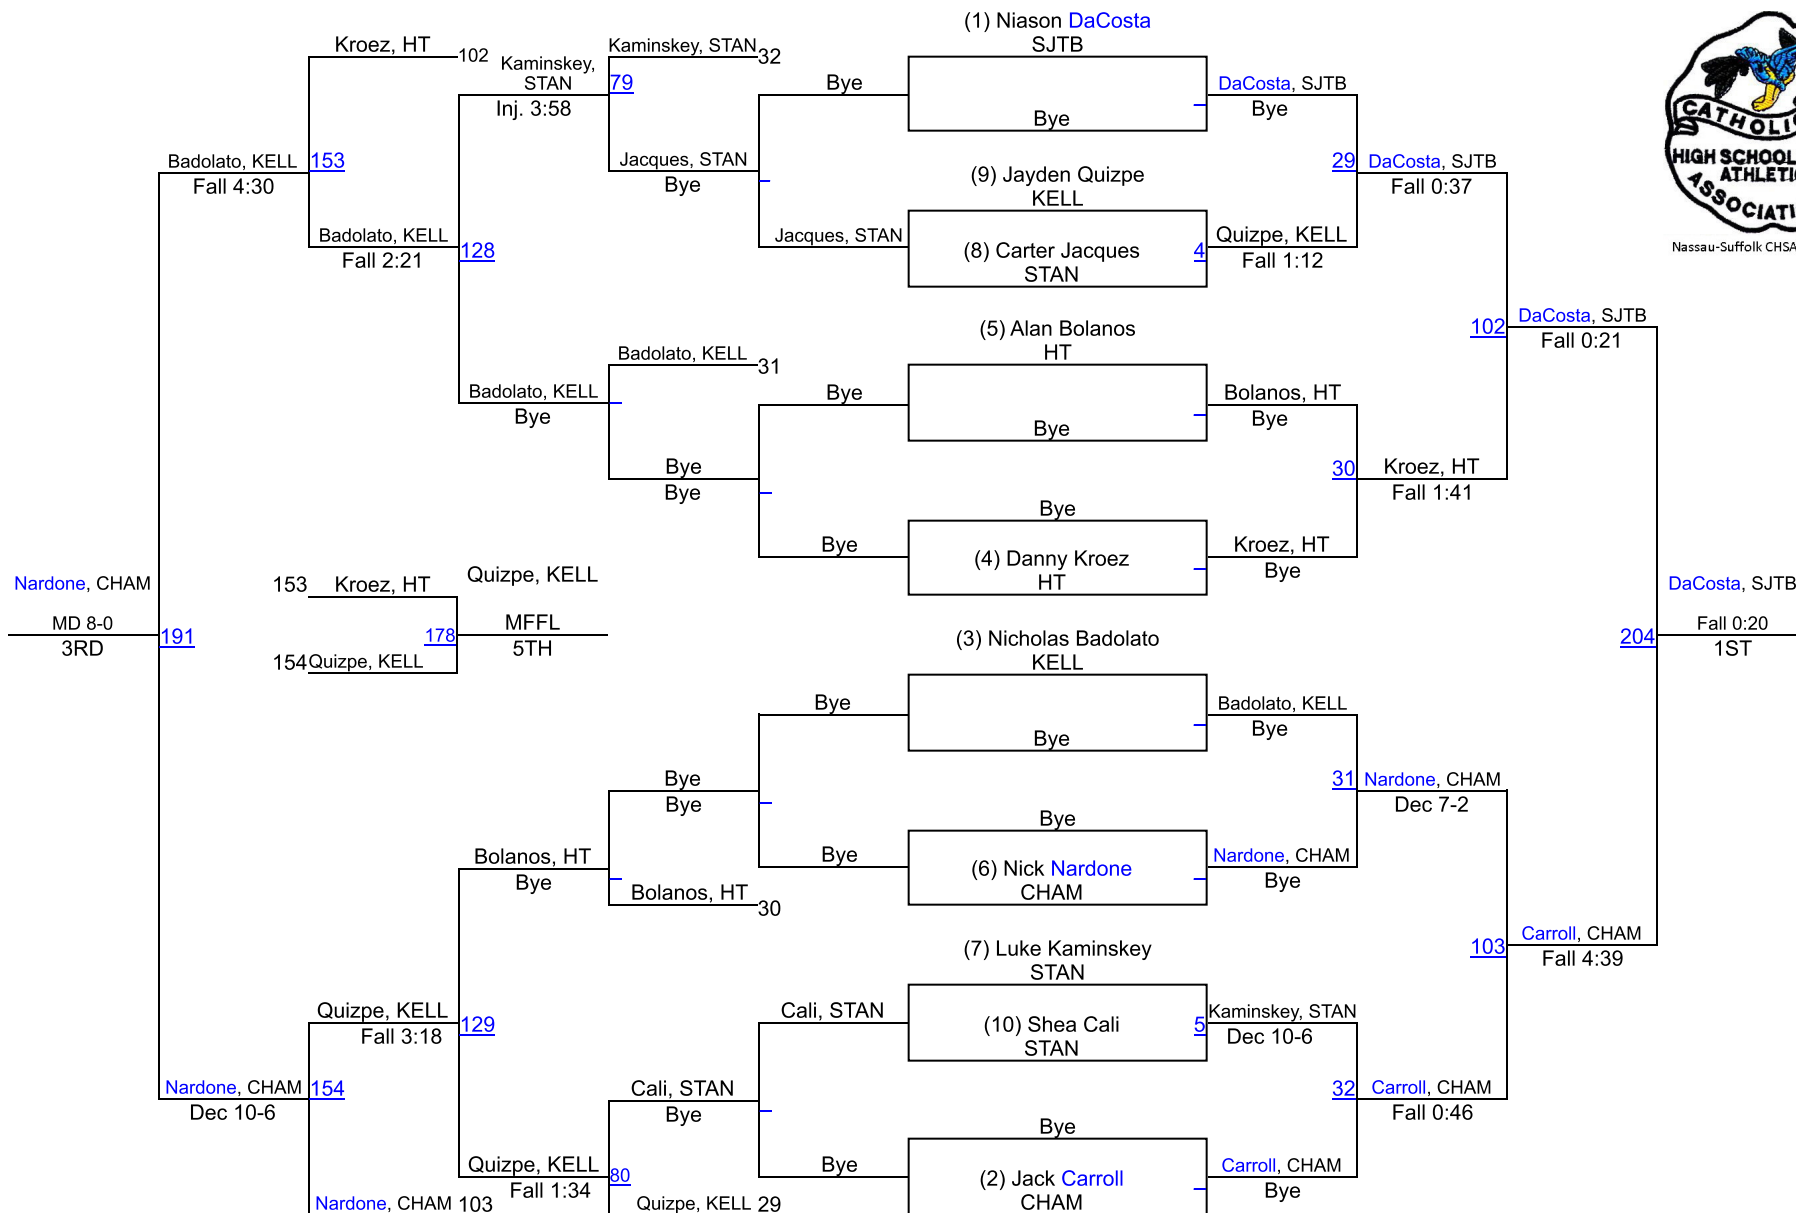 (1) Niason DaCosta
SJTB
Kroez, HT
102
Kaminskey,
STAN
Inj. 3:58
Kaminskey, STAN
32
79
Bye
Bye
DaCosta, SJTB
Bye
Jacques, STAN
Bye
Badolato, KELL
Fall 4:30
153
29
DaCosta, SJTB
Fall 0:37
CATHOLIC
HIGH SCHOOL
ATHLETIC
ASSOCIATI
Nassau-Suffolk CHSA
(9) Jayden Quizpe
KELL
Jacques, STAN
(8) Carter Jacques
STAN
4
Quizpe, KELL
Fall 1:12
Badolato, KELL
Fall 2:21
128
(5) Alan Bolanos
HT
102
DaCosta, SJTB
Fall 0:21
Badolato, KELL
31
Badolato, KELL
Bye
Bye
Bye
Bolanos, HT
Bye
Bye
Bye
30
Kroez, HT
Fall 1:41
Bye
Bye
(4) Danny Kroez
HT
Kroez, HT
Bye
Nardone, CHAM
MD 8-0
3RD
191
153
Kroez, HT
Quizpe, KELL
178
MFFL
5TH
154
Quizpe, KELL
DaCosta, SJTB
204
Fall 0:20
1ST
(3) Nicholas Badolato
KELL
Bye
Bye
Badolato, KELL
Bye
Bye
Bye
31
Nardone, CHAM
Dec 7-2
Bye
Bye
(6) Nick Nardone
CHAM
Nardone, CHAM
Bye
Bolanos, HT
Bye
Bolanos, HT
30
(7) Luke Kaminskey
STAN
103
Carroll, CHAM
Fall 4:39
Quizpe, KELL
Fall 3:18
129
Cali, STAN
(10) Shea Cali
STAN
5
Kaminskey, STAN
Dec 10-6
Nardone, CHAM
Dec 10-6
154
Cali, STAN
Bye
32
Carroll, CHAM
Fall 0:46
Bye
Bye
(2) Jack Carroll
CHAM
Carroll, CHAM
Bye
Quizpe, KELL
Fall 1:34
80
Nardone, CHAM
103
Quizpe, KELL
29